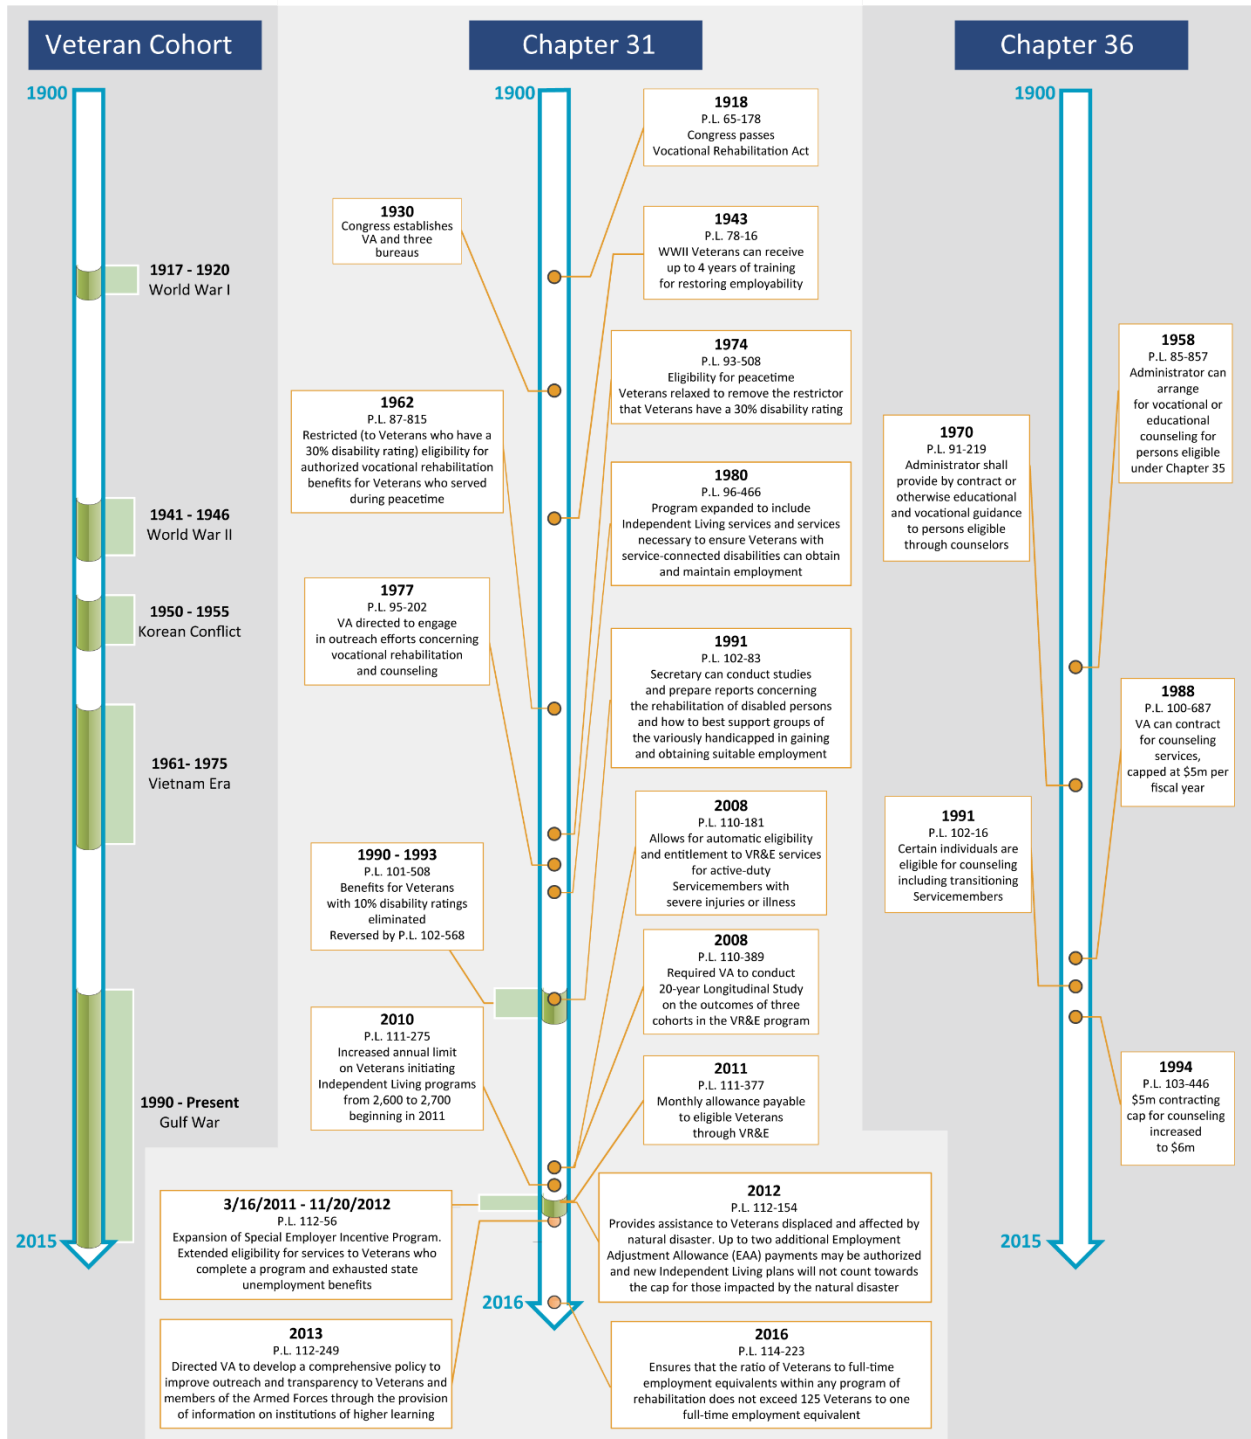 Veteran Cohort
1900
1917 - 1920
World War I
1941 - 1946
World War II
1950 - 1955
Korean Conflict
1961- 1975
Vietnam Era
1990 - Present
Gulf War
2015
Chapter 31
1900
1918
P.L. 65-178
Congress passes
Vocational Rehabilitation Act
1930
Congress establishes
VA and three
bureaus
1943
P.L. 78-16
WWII Veterans can receive
up to 4 years of training
for restoring employability
1974
P.L. 93-508
Eligibility for peacetime
Veterans relaxed to remove the restrictor
that Veterans have a 30% disability rating
1962
P.L. 87-815
Restricted (to Veterans who have a
30% disability rating) eligibility for
authorized vocational rehabilitation
benefits for Veterans who served
during peacetime
1980
P.L. 96-466
Program expanded to include
Independent Living services and services
necessary to ensure Veterans with
service-connected disabilities can obtain
and maintain employment
1977
P.L. 95-202
VA directed to engage
in outreach efforts concerning
vocational rehabilitation
and counseling
1991
P.L. 102-83
Secretary can conduct studies
and prepare reports concerning
the rehabilitation of disabled persons
and how to best support groups of
the variously handicapped in gaining
and obtaining suitable employment
2008
P.L. 110-181
Allows for automatic eligibility
and entitlement to VR&E services
for active-duty
Servicemembers with
severe injuries or illness
1990 - 1993
P.L. 101-508
Benefits for Veterans
with 10% disability ratings
eliminated
Reversed by P.L. 102-568
2008
P.L. 110-389
Required VA to conduct
20-year Longitudinal Study
on the outcomes of three
cohorts in the VR&E program
2010
P.L. 111-275
Increased annual limit
on Veterans initiating
Independent Living programs
from 2,600 to 2,700
beginning in 2011
2011
P.L. 111-377
Monthly allowance payable
to eligible Veterans
through VR&E
3/16/2011 - 11/20/2012
P.L. 112-56
Expansion of Special Employer Incentive Program.
Extended eligibility for services to Veterans who
complete a program and exhausted state
unemployment benefits
2012
P.L. 112-154
Provides assistance to Veterans displaced and affected by
natural disaster. Up to two additional Employment
Adjustment Allowance (EAA) payments may be authorized
and new Independent Living plans will not count towards
the cap for those impacted by the natural disaster
2016
2013
P.L. 112-249
Directed VA to develop a comprehensive policy to
improve outreach and transparency to Veterans and
members of the Armed Forces through the provision
of information on institutions of higher learning
2016
P.L. 114-223
Ensures that the ratio of Veterans to full-time
employment equivalents within any program of
rehabilitation does not exceed 125 Veterans to one
full-time employment equivalent
Chapter 36
1900
1958
P.L. 85-857
Administrator can
arrange
for vocational or
educational
counseling for
persons eligible
under Chapter 35
1970
P.L. 91-219
Administrator shall
provide by contract or
otherwise educational
and vocational guidance
to persons eligible
through counselors
1988
P.L. 100-687
VA can contract
for counseling
services,
capped at $5m per
fiscal year
1991
P.L. 102-16
Certain individuals are
eligible for counseling
including transitioning
Servicemembers
1994
P.L. 103-446
$5m contracting
cap for counseling
increased
to $6m
2015